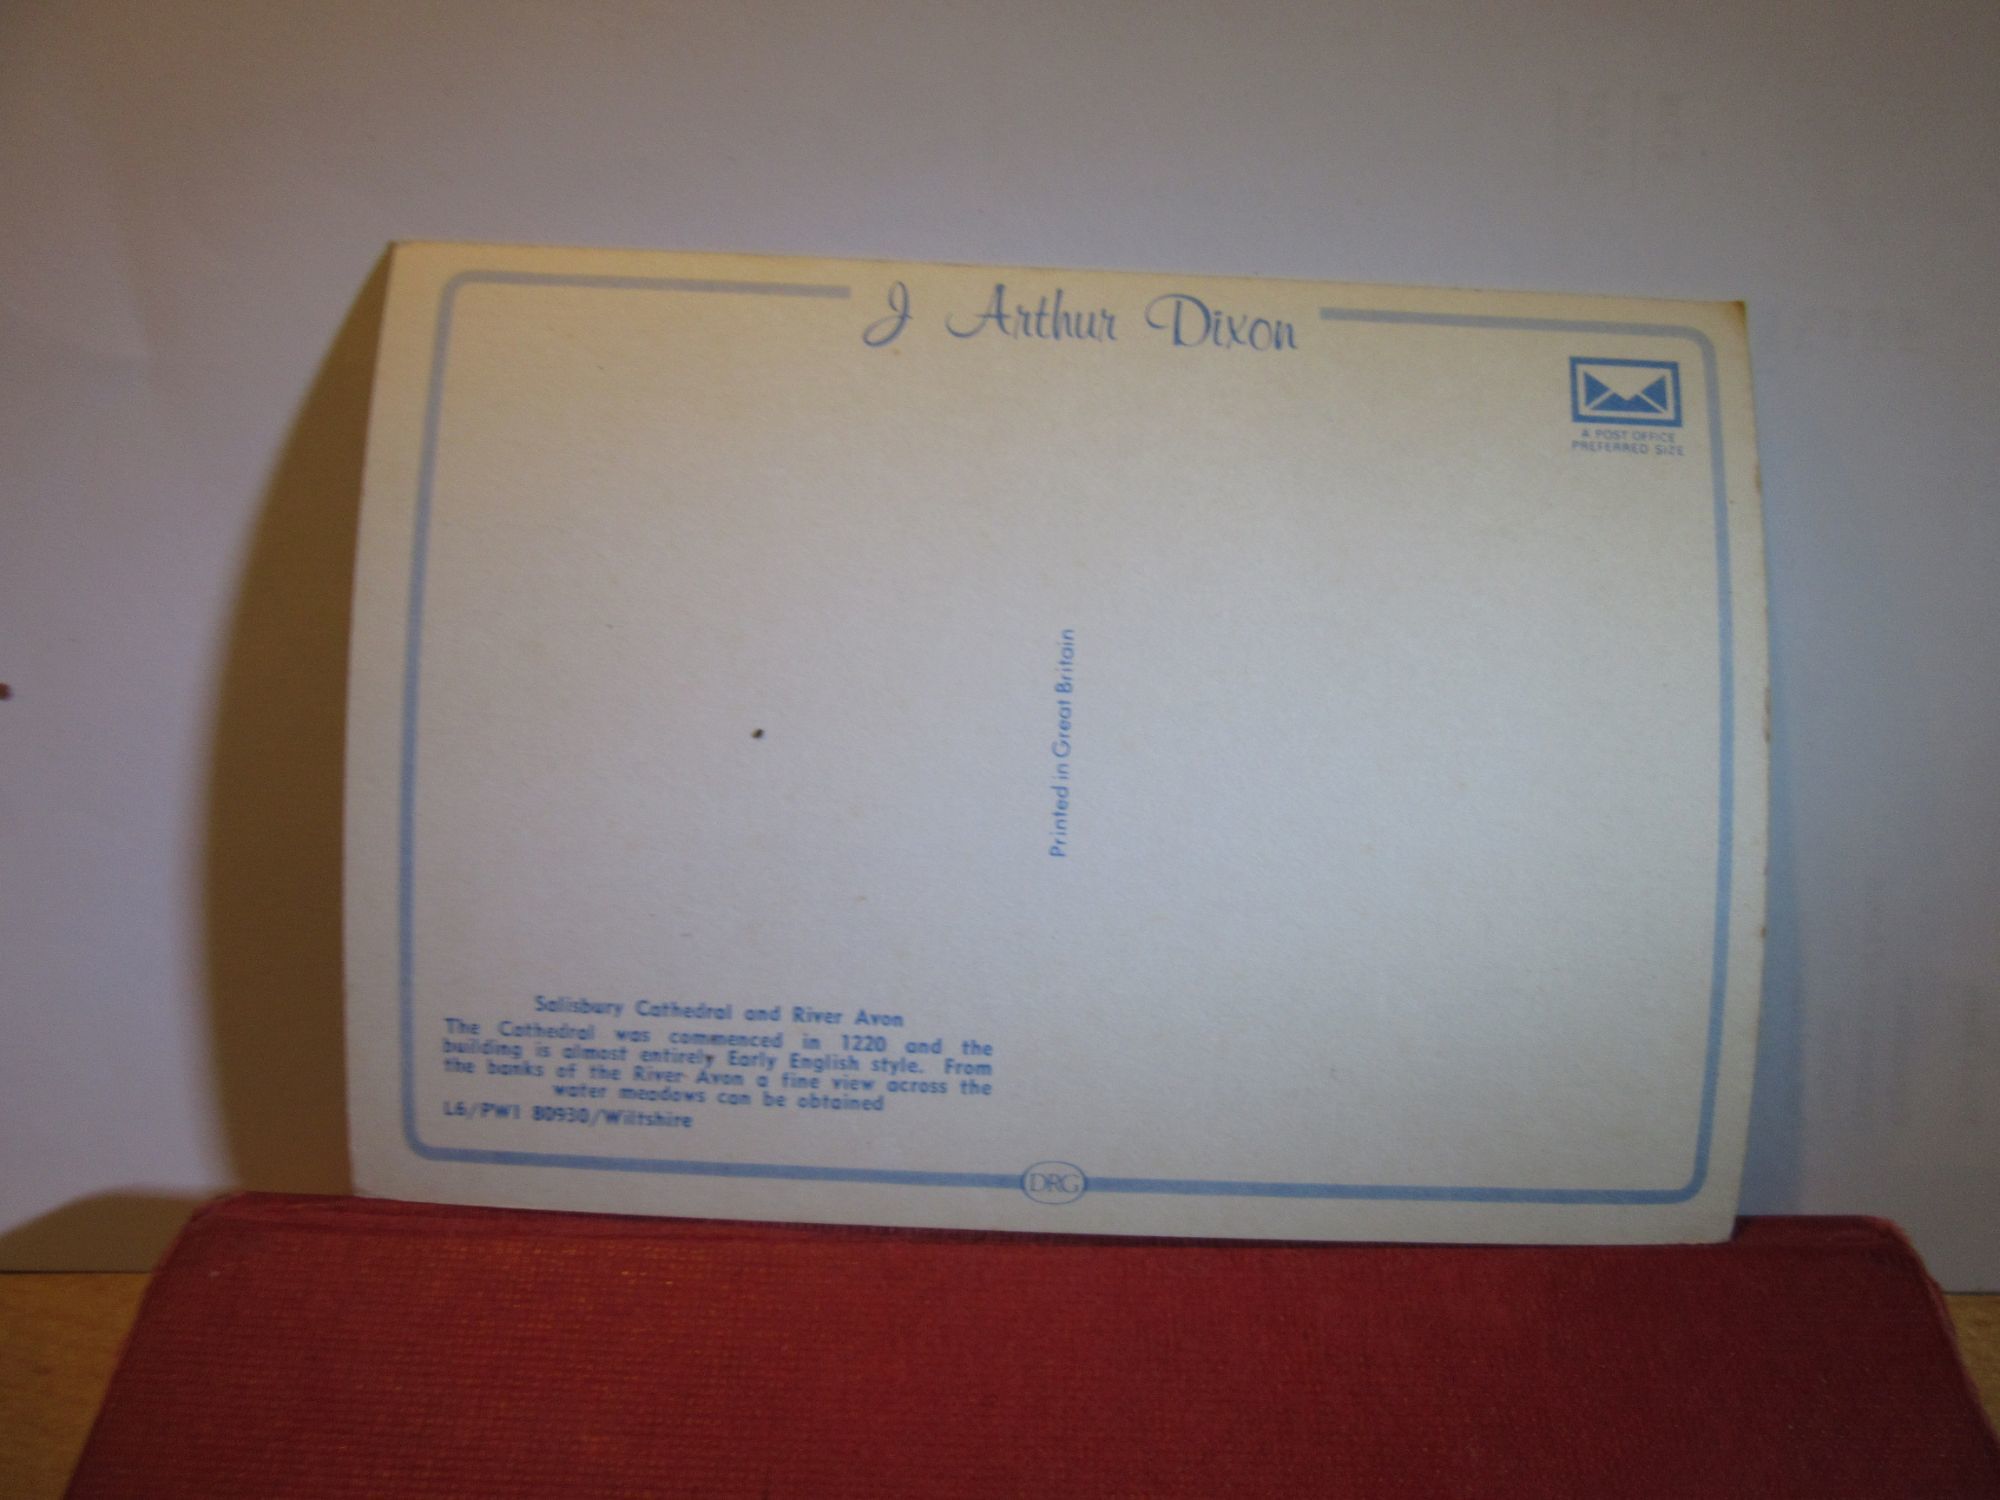 J Arthur Dixon
A POST OFFICE
PREFERRED SIZE
Printed in Great Britain
Salisbury Cathedral and River Avon
The Cathedral was commenced in 1220 and the
building is almost entirely Early English style. From
the banks of the River Avon a fine view across the
water meadows can be obtained
L6/PW1 80930/Wiltshire
DRG